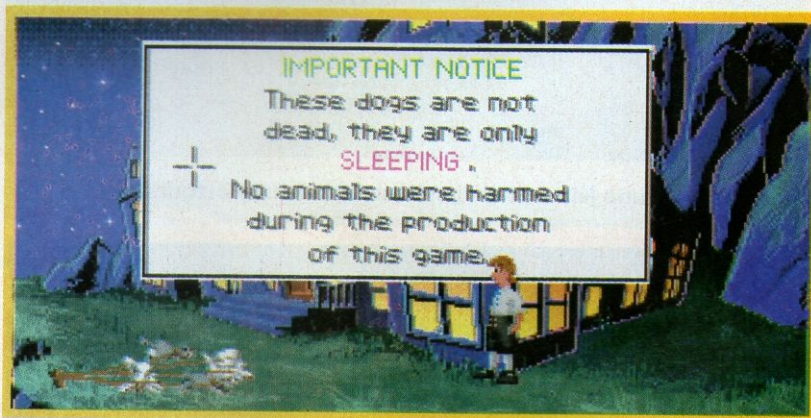 IMPORTANT NOTICE
These dogs are not
dead, they are only
SLEEPING .
No animals were harmed
during the production
of this game.